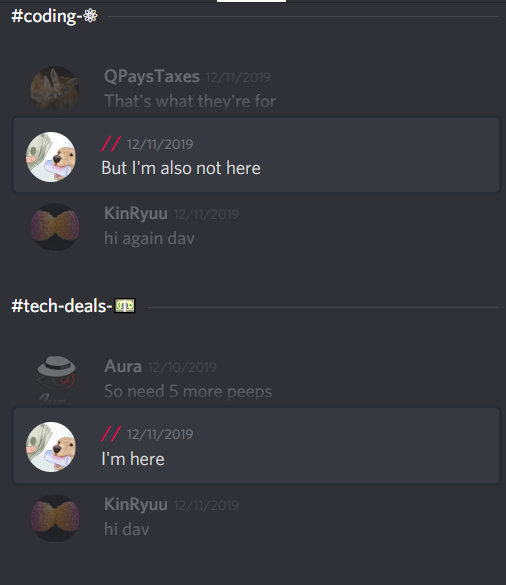 #coding-⚛
QPaysTaxes 12/11/2019
That's what they're for
// 12/11/2019
But I'm also not here
KinRyuu 12/11/2019
hi again dav
#tech-deals-💵
Aura 12/10/2019
So need 5 more peeps
// 12/11/2019
I'm here
KinRyuu 12/11/2019
hi dav